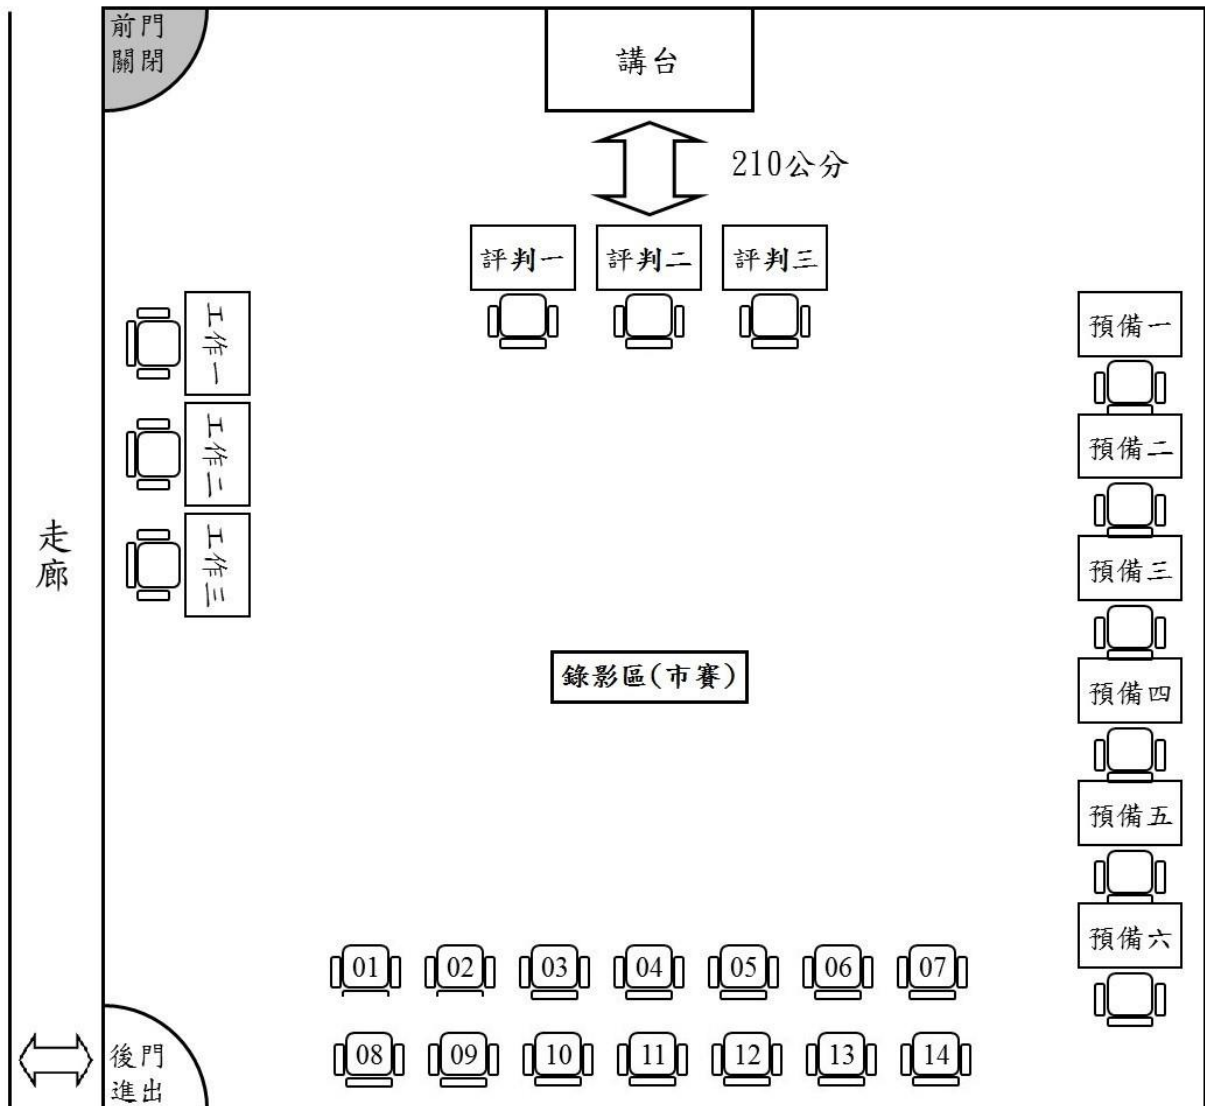 前門
關閉
講台
210公分
評判一
評判二
評判三
工作一
工作二
工作三
預備一
預備二
預備三
預備四
預備五
預備六
走廊
錄影區(市賽)
01 02 03 04 05 06 07
08 09 10 11 12 13 14
後門
進出